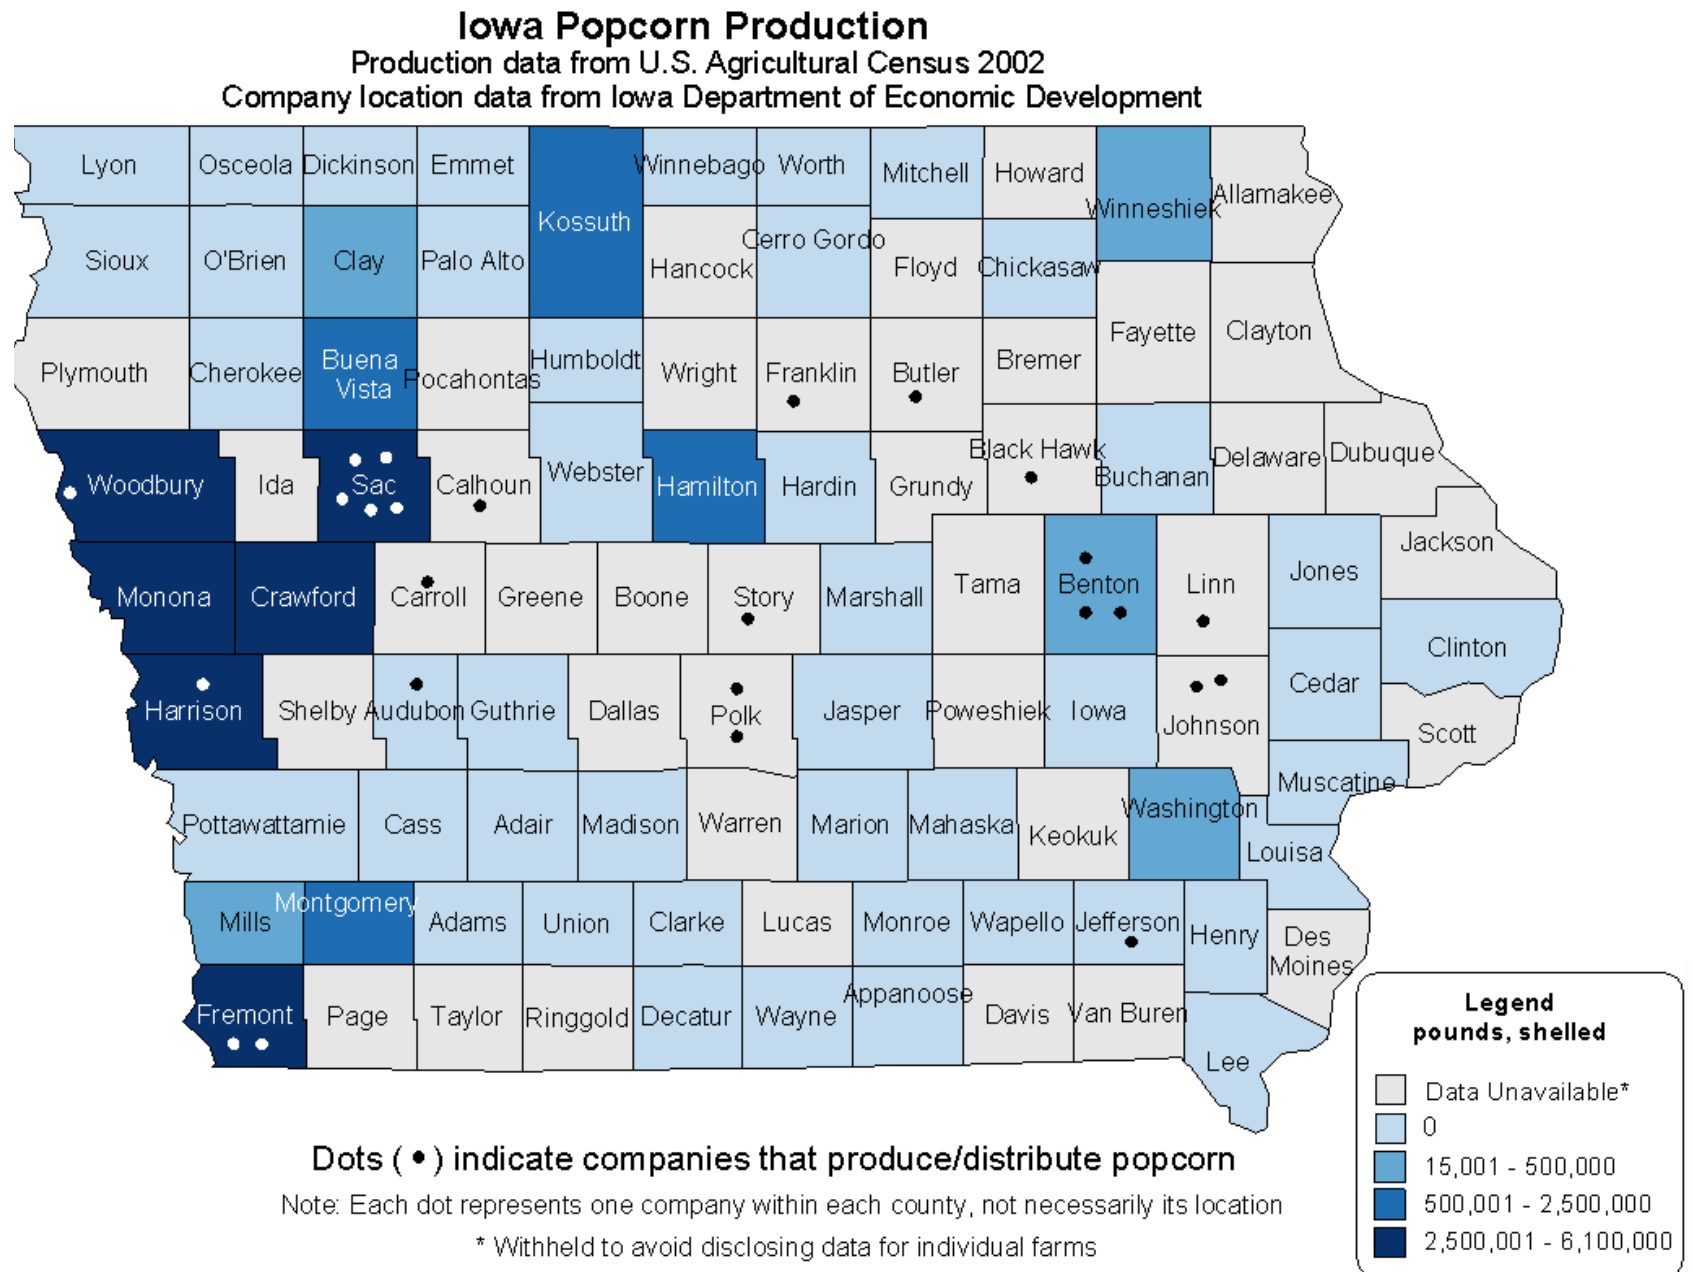 Iowa Popcorn Production
Production data from U.S. Agricultural Census 2002
Company location data from Iowa Department of Economic Development
Lyon
Osceola
Dickinson
Emmet
Kossuth
Winnebago
Worth
Mitchell
Howard
Winneshiek
Allamakee
Sioux
O'Brien
Clay
Palo Alto
Hancock
Cerro Gordo
Floyd
Chickasaw
Fayette
Clayton
Plymouth
Cherokee
Buena
Vista
Pocahontas
Humboldt
Wright
Franklin
Butler
Bremer
Woodbury
Ida
Sac
Calhoun
Webster
Hamilton
Hardin
Grundy
Black Hawk
Buchanan
Delaware
Dubuque
Monona
Crawford
Carroll
Greene
Boone
Story
Marshall
Tama
Benton
Linn
Jones
Jackson
Clinton
Harrison
Shelby
Audubon
Guthrie
Dallas
Polk
Jasper
Poweshiek
Iowa
Johnson
Cedar
Scott
Muscatine
Pottawattamie
Cass
Adair
Madison
Warren
Marion
Mahaska
Keokuk
Washington
Louisa
Mills
Montgomery
Adams
Union
Clarke
Lucas
Monroe
Wapello
Jefferson
Henry
Des
Moines
Fremont
Page
Taylor
Ringgold
Decatur
Wayne
Appanoose
Davis
Van Buren
Lee
Legend
pounds, shelled
Data Unavailable*
0
15,001 - 500,000
500,001 - 2,500,000
2,500,001 - 6,100,000
Dots ( • ) indicate companies that produce/distribute popcorn
Note: Each dot represents one company within each county, not necessarily its location
* Withheld to avoid disclosing data for individual farms